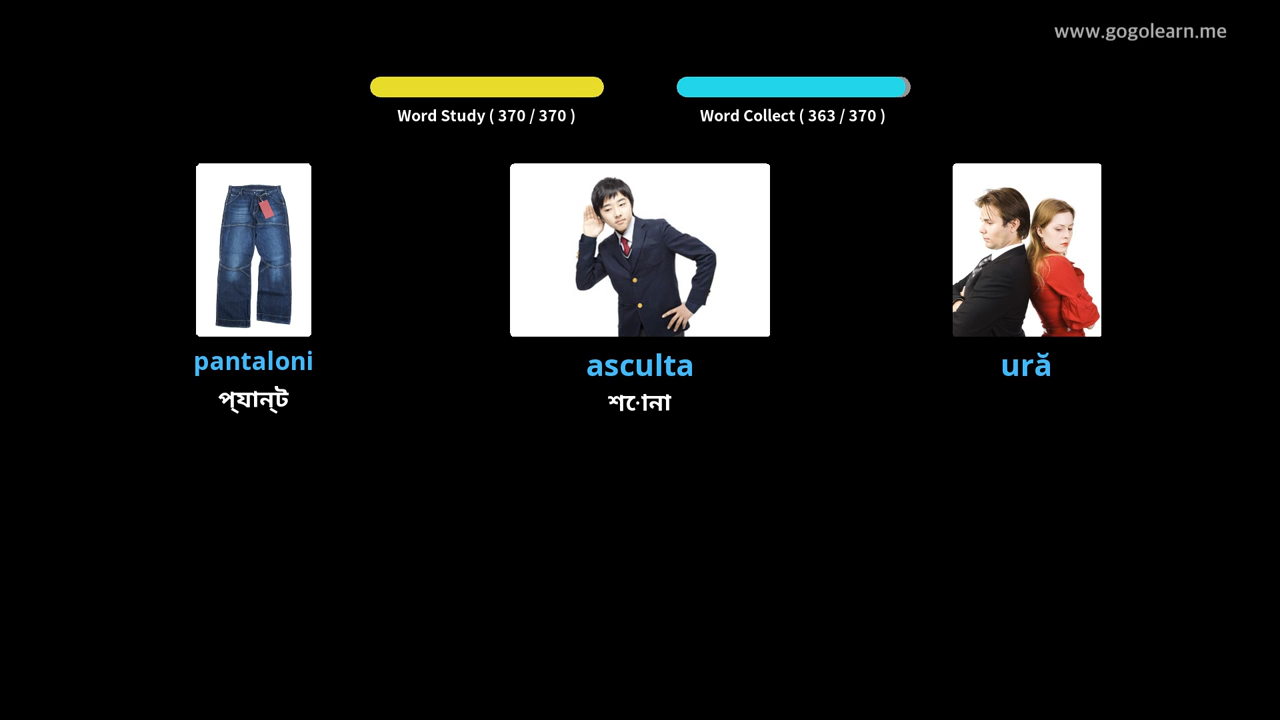 www.gogolearn.me
Word Study ( 370 / 370 )
Word Collect ( 363 / 370 )
pantaloni
প্যান্ট
asculta
শোনা
ură